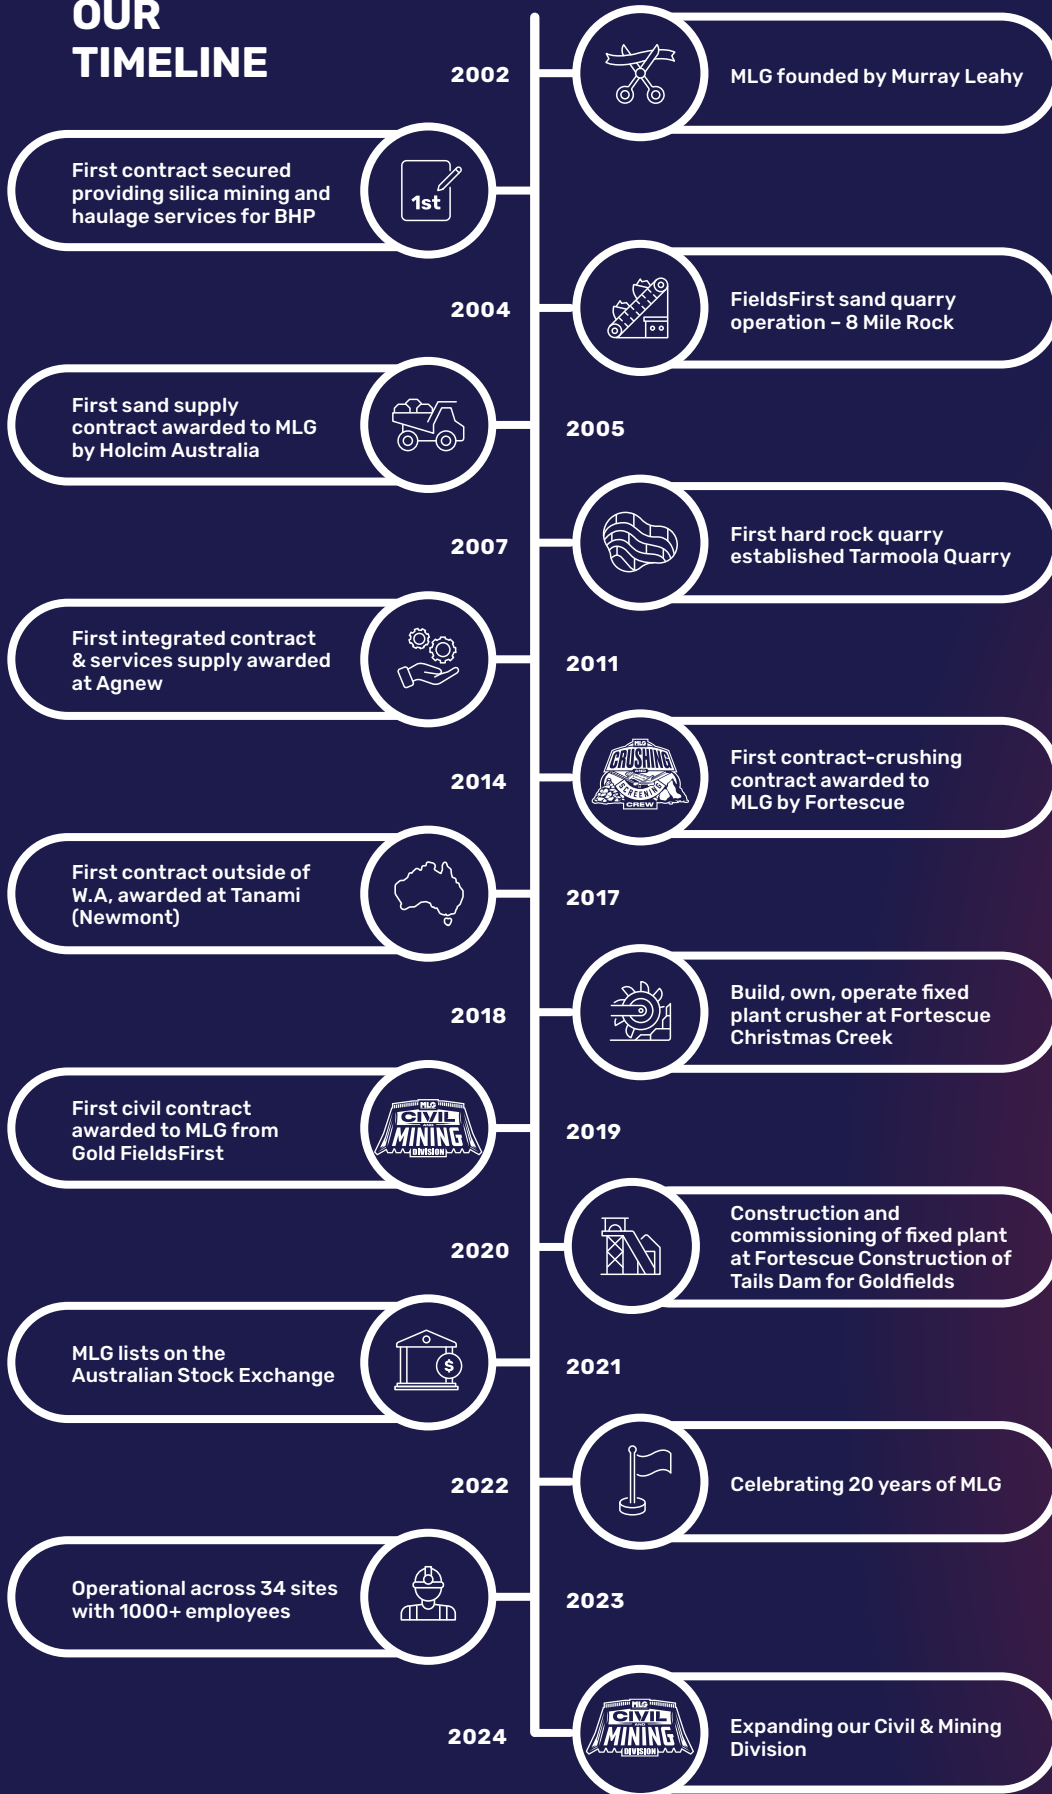 OUR
TIMELINE
2002
MLG founded by Murray Leahy
First contract secured
providing silica mining and
haulage services for BHP
1st
2004
FieldsFirst sand quarry
operation – 8 Mile Rock
First sand supply
contract awarded to MLG
by Holcim Australia
2005
2007
First hard rock quarry
established Tarmoola Quarry
First integrated contract
& services supply awarded
at Agnew
2011
2014
MLG
CRUSHING
SCREENING
CREW
First contract-crushing
contract awarded to
MLG by Fortescue
First contract outside of
W.A, awarded at Tanami
(Newmont)
2017
2018
Build, own, operate fixed
plant crusher at Fortescue
Christmas Creek
First civil contract
awarded to MLG from
Gold FieldsFirst
MLG
CIVIL
AND
MINING
DIVISION
2019
2020
Construction and
commissioning of fixed plant
at Fortescue Construction of
Tails Dam for Goldfields
MLG lists on the
Australian Stock Exchange
$
2021
2022
Celebrating 20 years of MLG
Operational across 34 sites
with 1000+ employees
2023
2024
MLG
CIVIL
AND
MINING
DIVISION
Expanding our Civil & Mining
Division